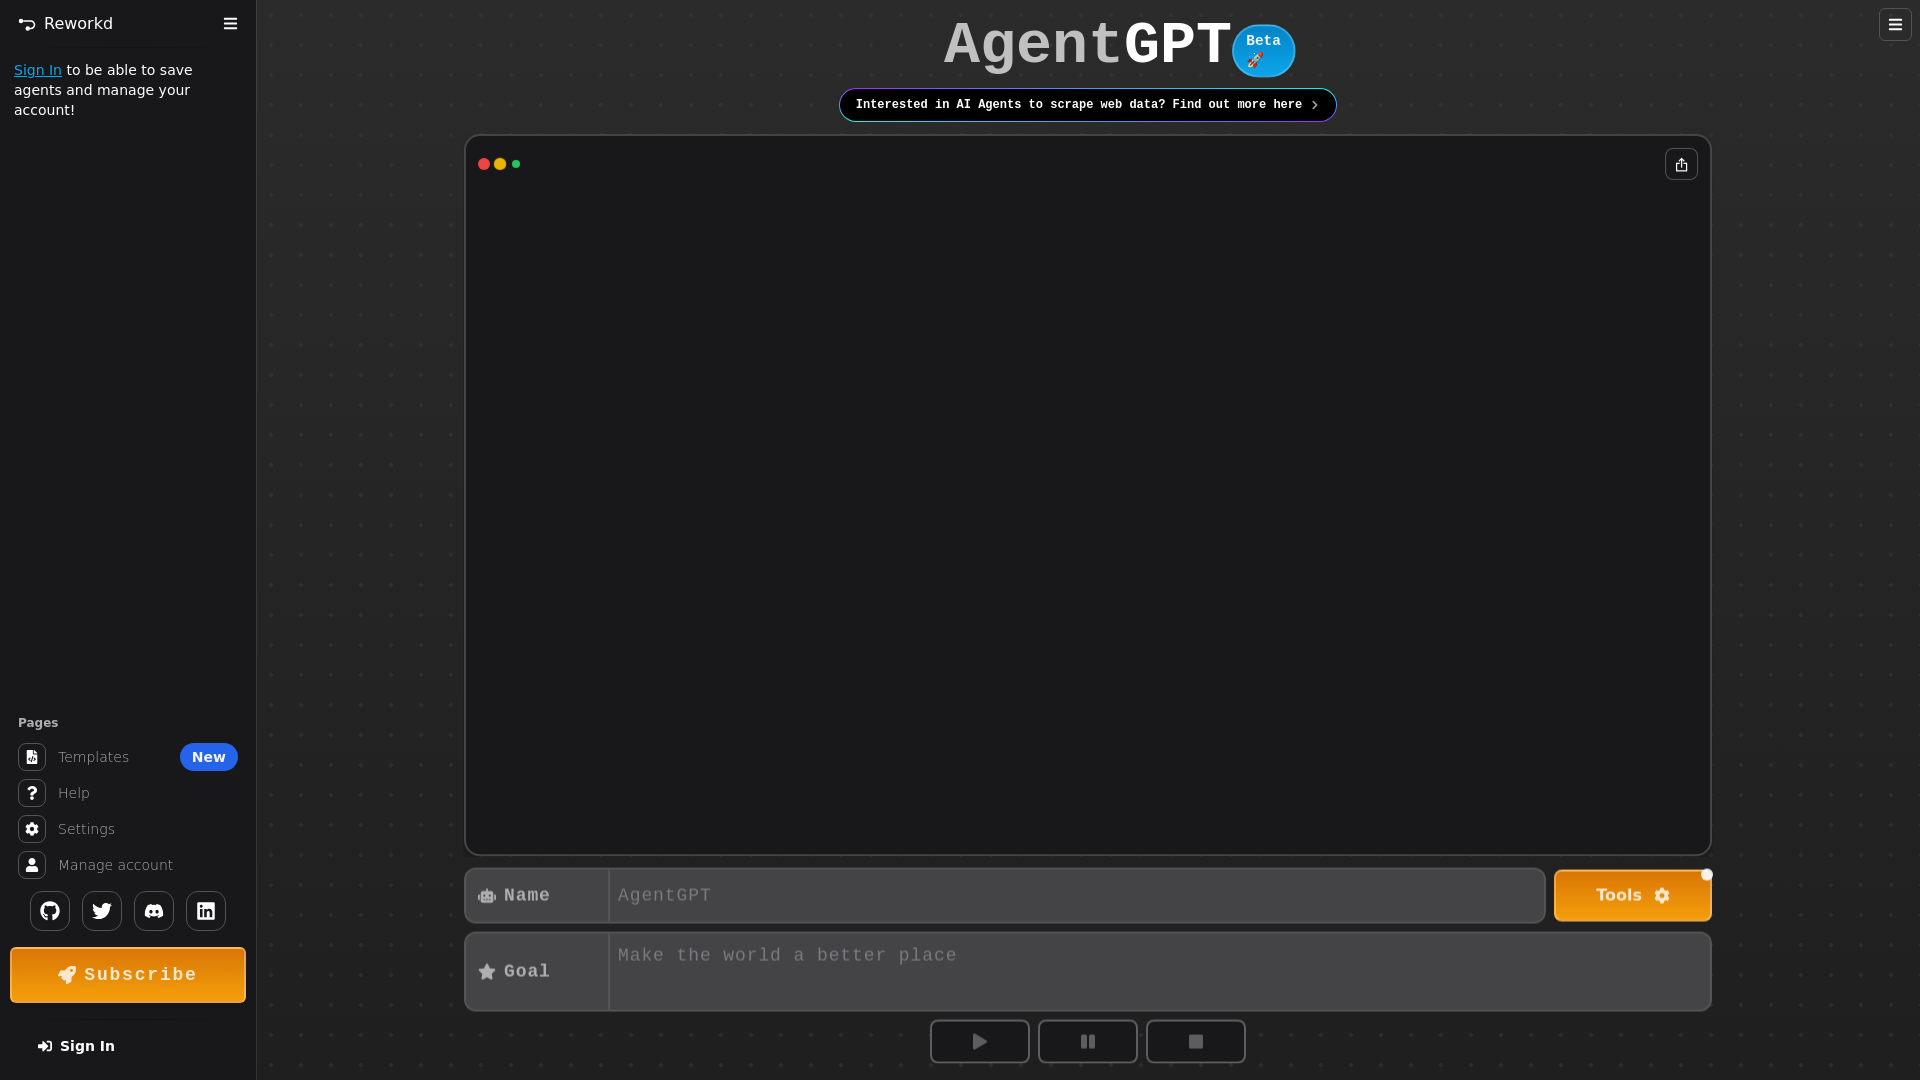 Reworkd
Sign In to be able to save
agents and manage your
account!
Pages
Templates
New
Help
Settings
Manage account
Subscribe
Sign In
AgentGPT
Beta
🚀
Interested in AI Agents to scrape web data? Find out more here
Name
AgentGPT
Tools
Goal
Make the world a better place